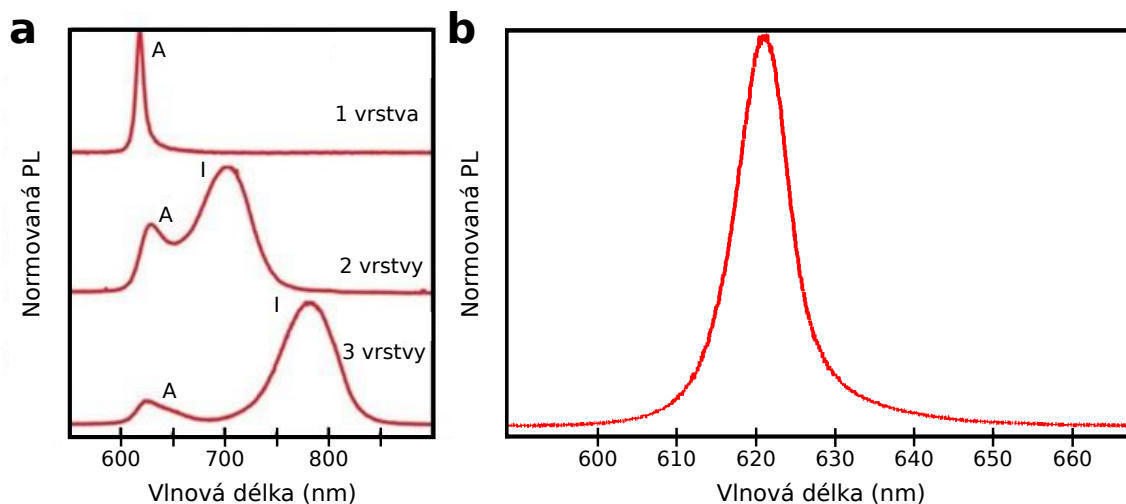 a
Normovaná PL
A
1 vrstva
I
A
2 vrstvy
I
A
3 vrstvy
600 700 800
Vlnová délka (nm)
b
Normovaná PL
600 610 620 630 640 650 660
Vlnová délka (nm)